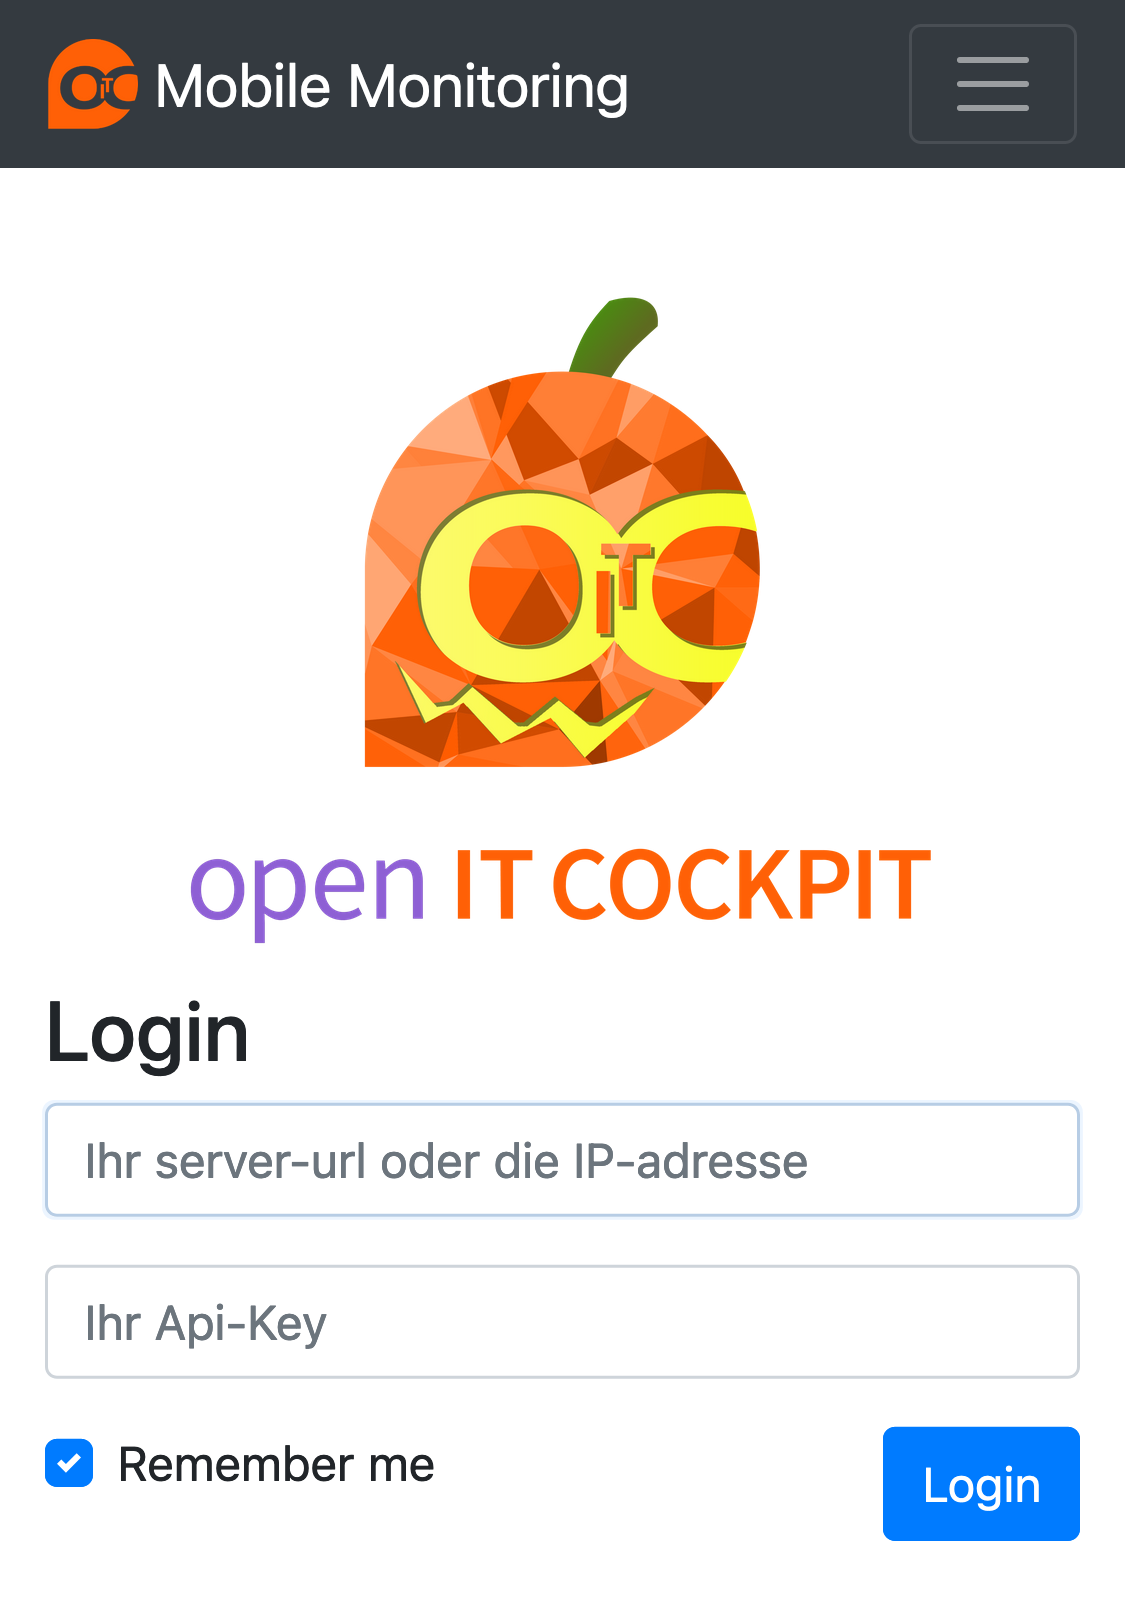 OITC Mobile Monitoring
OITC
open IT COCKPIT
Login
Ihr server-url oder die IP-adresse
Ihr Api-Key
Remember me
Login